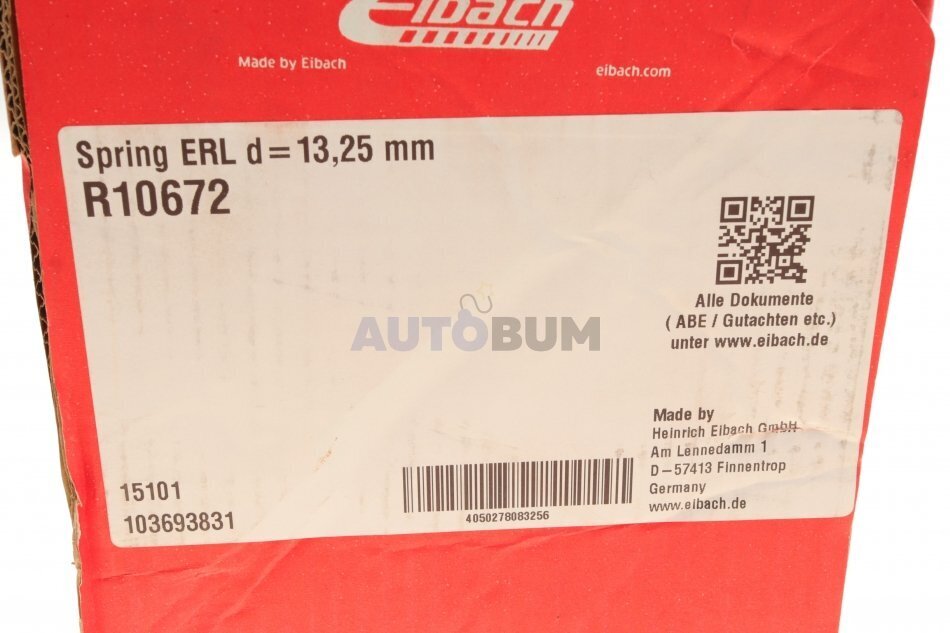 Eibach
Made by Eibach
eibach.com
Spring ERL d=13,25 mm
R10672
Alle Dokumente
( ABE / Gutachten etc.)
unter www.eibach.de
AUTOBUM
Made by
Heinrich Eibach GmbH
Am Lennedamm 1
D-57413 Finnentrop
Germany
www.eibach.de
15101
103693831
4050278083256